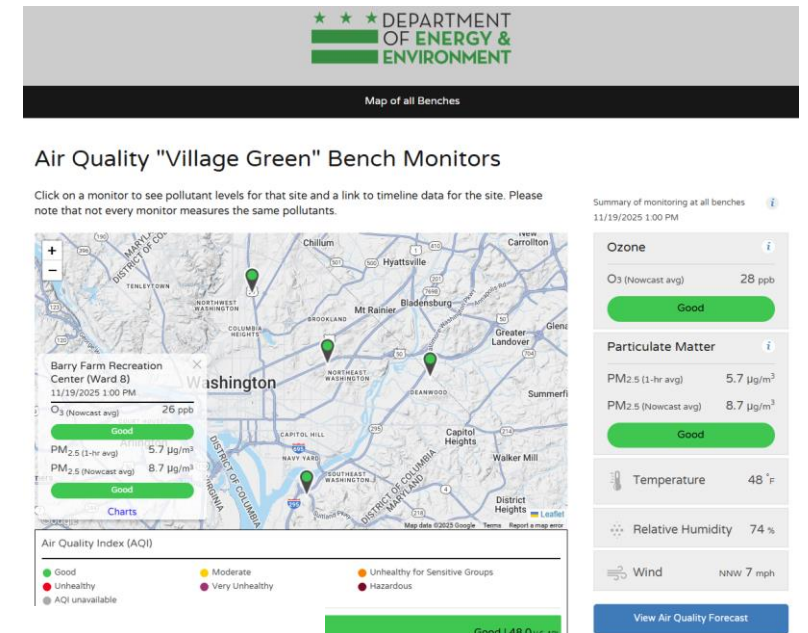 ★ ★ ★ DEPARTMENT
OF ENERGY &
ENVIRONMENT
Map of all Benches
Air Quality "Village Green" Bench Monitors
Click on a monitor to see pollutant levels for that site and a link to timeline data for the site. Please
note that not every monitor measures the same pollutants.
+
−
TENLEYTOWN
NORTHWEST
WASHINGTON
COLUMBIA
HEIGHTS
Chillum
Hyattsville
BROOKLAND
Mt Rainier
Bladensburg
New
Carrollton
Greater
Landover
NORTHEAST
WASHINGTON
DEANWOOD
Washington
CAPITOL HILL
NAVY YARD
Capitol
Heights
Walker Mill
SOUTHEAST
WASHINGTON
District
Heights
DISTRICT OF COLUMBIA
MARYLAND
VIRGINIA
Leaflet
Map data ©2025 Google Terms Report a map error
Barry Farm Recreation
Center (Ward 8)
×
11/19/2025 1:00 PM
O3 (Nowcast avg) 26 ppb
Good
PM2.5 (1-hr avg) 5.7 µg/m³
PM2.5 (Nowcast avg) 8.7 µg/m³
Good
Charts
Air Quality Index (AQI)
Good
Moderate
Unhealthy for Sensitive Groups
Unhealthy
Very Unhealthy
Hazardous
AQI unavailable
Summary of monitoring at all benches i
11/19/2025 1:00 PM
Ozone i
O3 (Nowcast avg) 28 ppb
Good
Particulate Matter i
PM2.5 (1-hr avg) 5.7 µg/m³
PM2.5 (Nowcast avg) 8.7 µg/m³
Good
Temperature 48 °F
Relative Humidity 74 %
Wind NNW 7 mph
View Air Quality Forecast